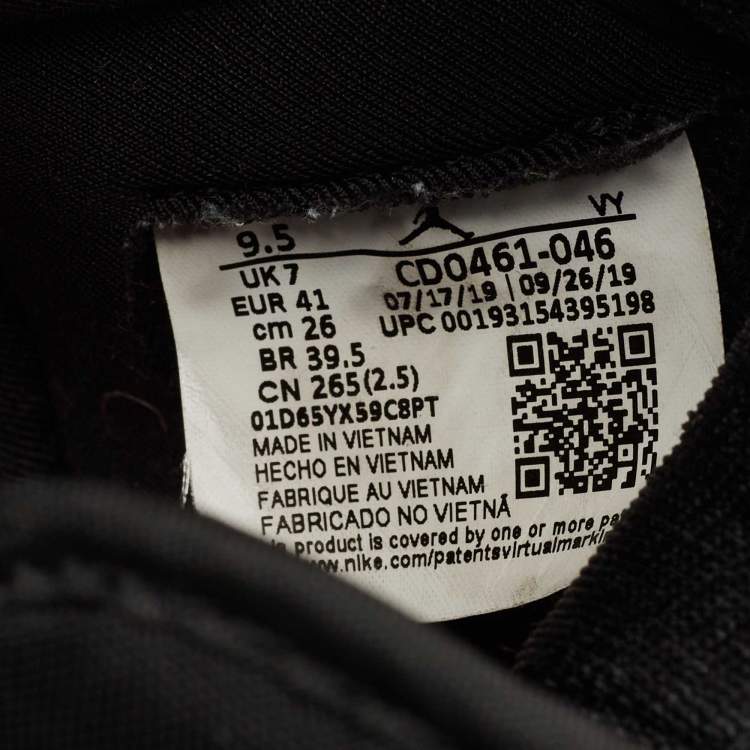 9.5
VY
UK 7
CD0461-046
EUR 41
07/17/19 | 09/26/19
cm 26
UPC 00193154395198
BR 39.5
CN 265(2.5)
01D65YX59C8PT
MADE IN VIETNAM
HECHO EN VIETNAM
FABRIQUE AU VIETNAM
FABRICADO NO VIETNÃ
product is covered by one or more
.nike.com/patentsvirtualmarki